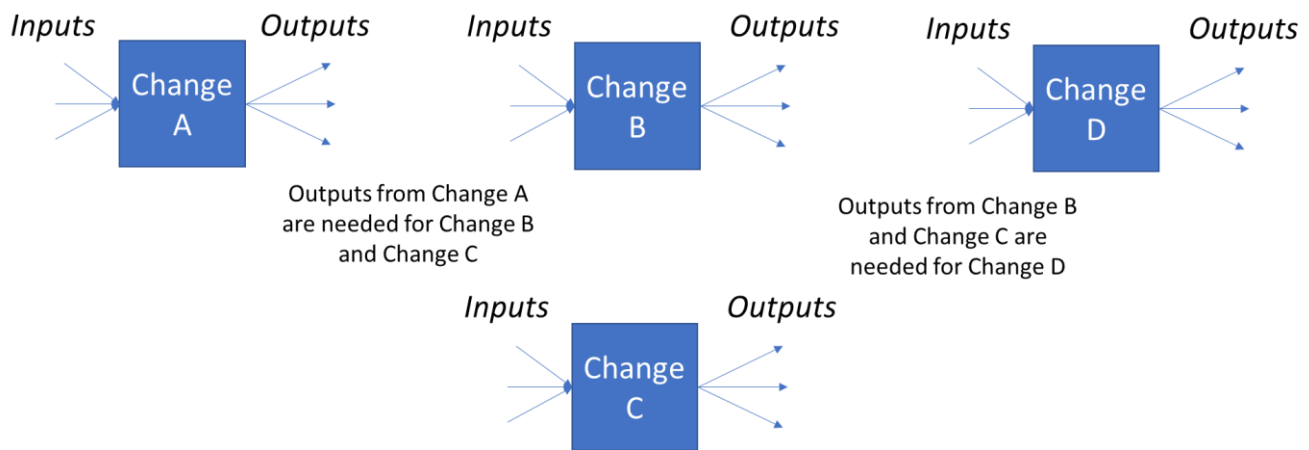 Inputs
Outputs
Change
A
Inputs
Outputs
Change
B
Inputs
Outputs
Change
D
Outputs from Change A
are needed for Change B
and Change C
Outputs from Change B
and Change C are
needed for Change D
Inputs
Outputs
Change
C